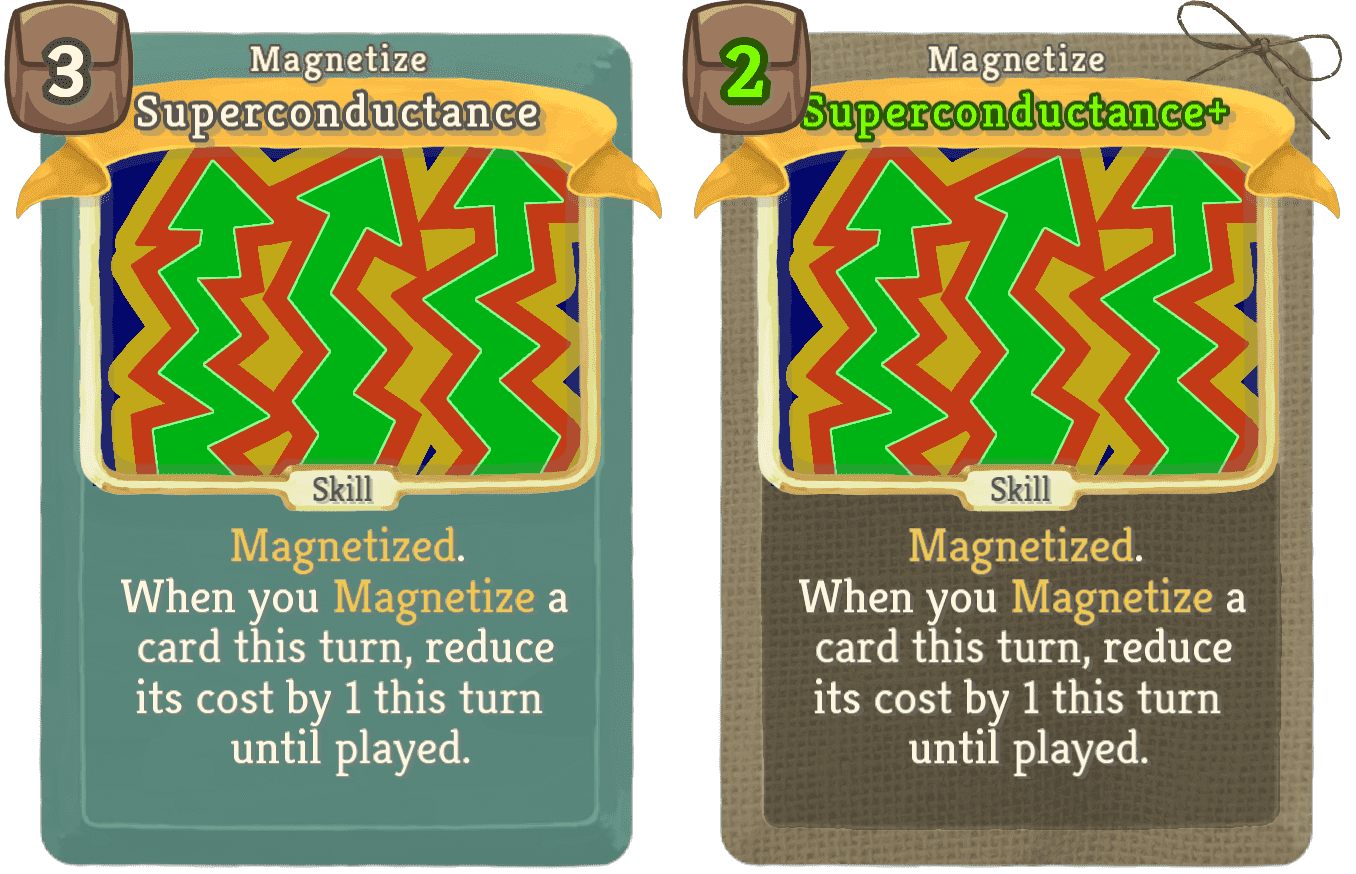 3
Magnetize
Superconductance
Skill
Magnetized.
When you Magnetize a
card this turn, reduce
its cost by 1 this turn
until played.
2
Magnetize
Superconductance+
Skill
Magnetized.
When you Magnetize a
card this turn, reduce
its cost by 1 this turn
until played.